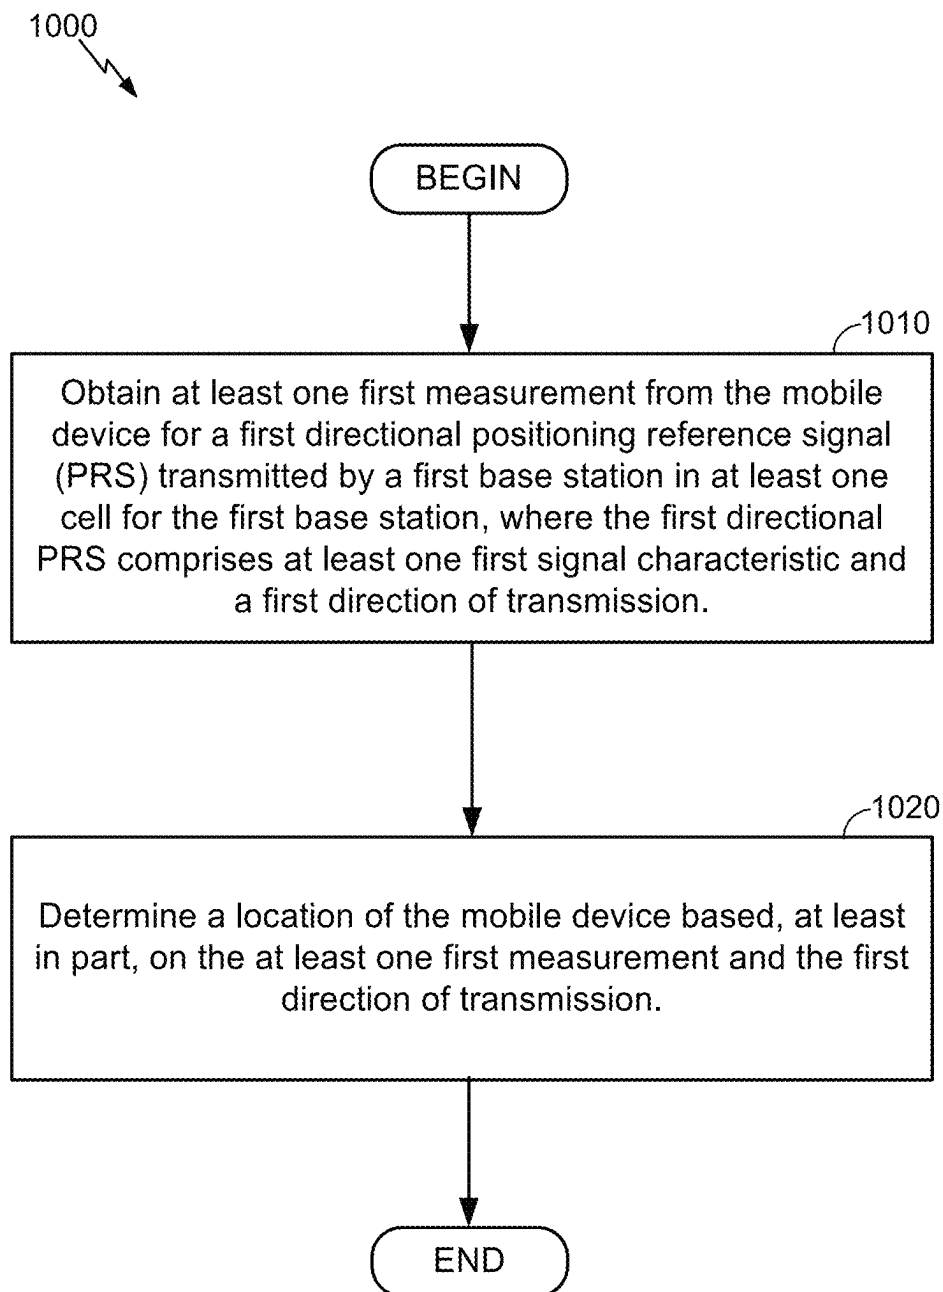 1000
BEGIN
1010
Obtain at least one first measurement from the mobile
device for a first directional positioning reference signal
(PRS) transmitted by a first base station in at least one
cell for the first base station, where the first directional
PRS comprises at least one first signal characteristic and
a first direction of transmission.
1020
Determine a location of the mobile device based, at least
in part, on the at least one first measurement and the first
direction of transmission.
END